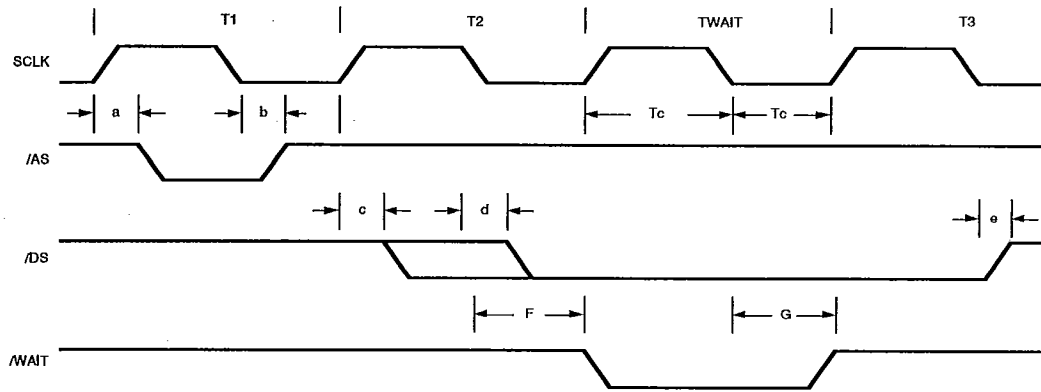 T1 T2 TWAIT T3
SCLK
a b Tc Tc
/AS
c d e
/DS
F G
/WAIT